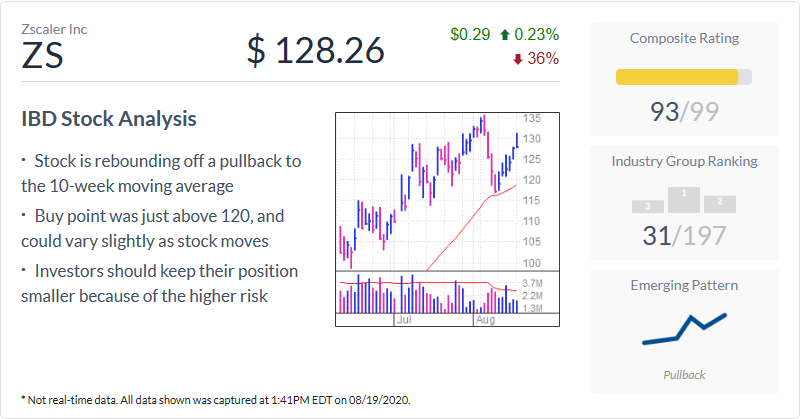 Zscaler Inc
ZS
$ 128.26
$0.29 0.23%
36%
IBD Stock Analysis
· Stock is rebounding off a pullback to
the 10-week moving average
· Buy point was just above 120, and
could vary slightly as stock moves
· Investors should keep their position
smaller because of the higher risk
135
130
125
120
115
110
105
100
3.7M
2.2M
1.3M
Jul Aug
Composite Rating
93/99
Industry Group Ranking
3 1 2
31/197
Emerging Pattern
Pullback
* Not real-time data. All data shown was captured at 1:41PM EDT on 08/19/2020.